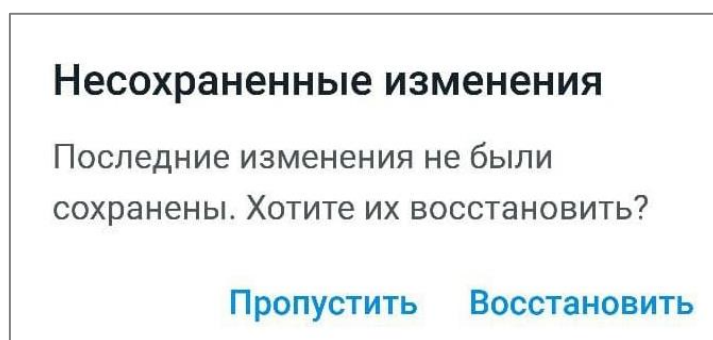 Несохраненные изменения
Последние изменения не были
сохранены. Хотите их восстановить?
Пропустить Восстановить